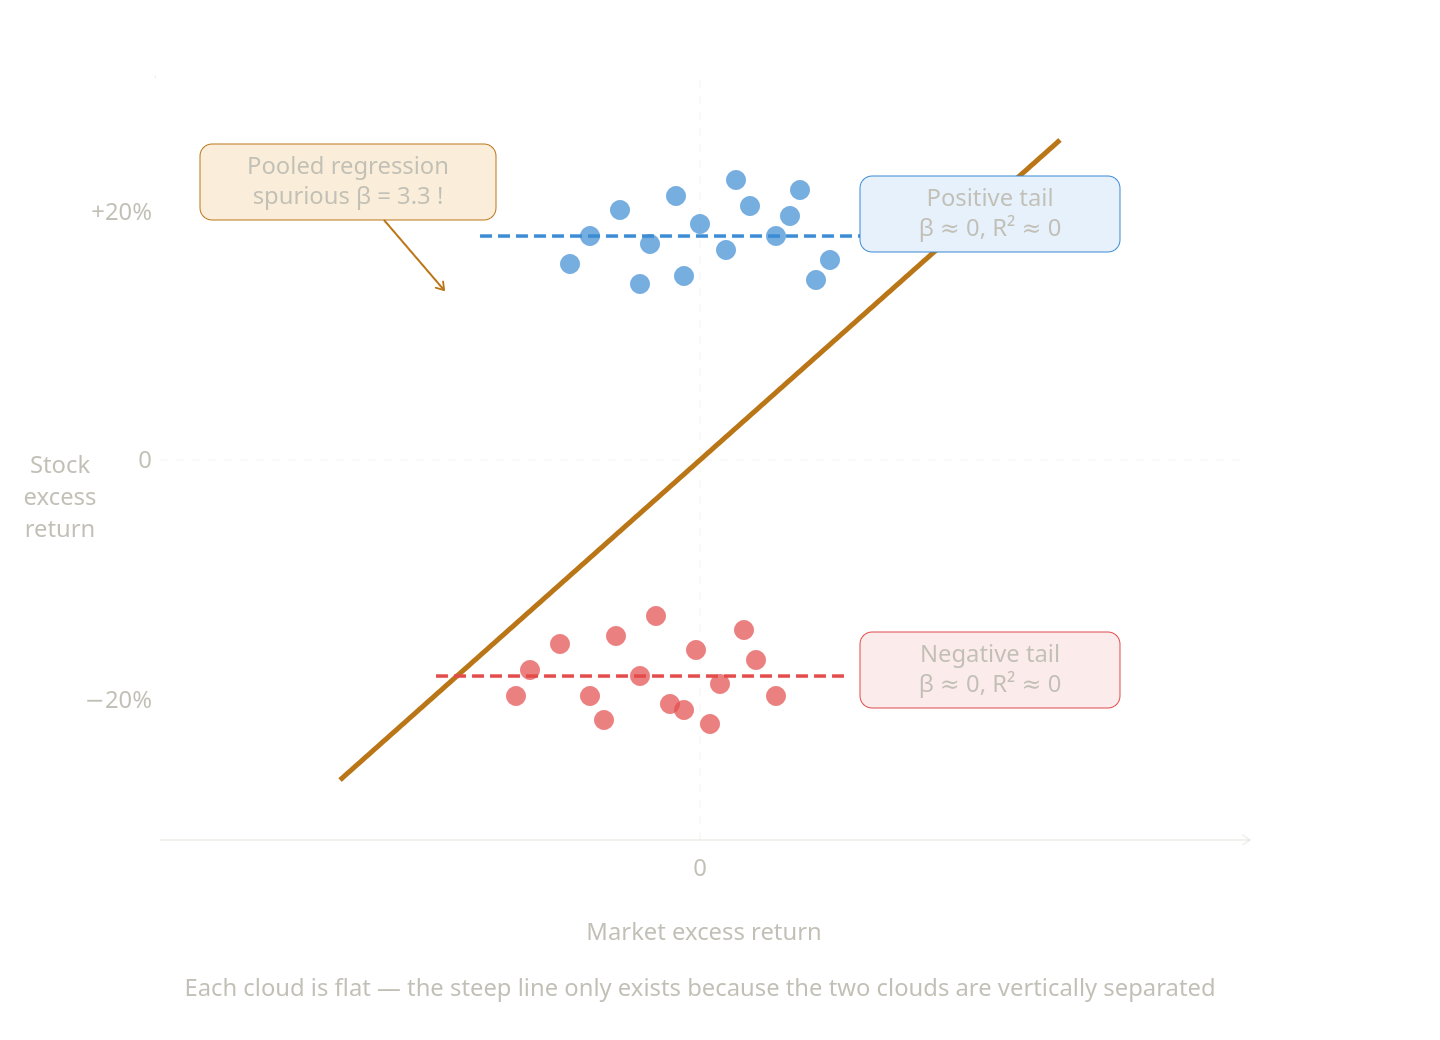 Pooled regression
spurious β = 3.3 !
Positive tail
β ≈ 0, R² ≈ 0
+20%
Stock
excess
return
0
Negative tail
β ≈ 0, R² ≈ 0
−20%
0
Market excess return
Each cloud is flat — the steep line only exists because the two clouds are vertically separated